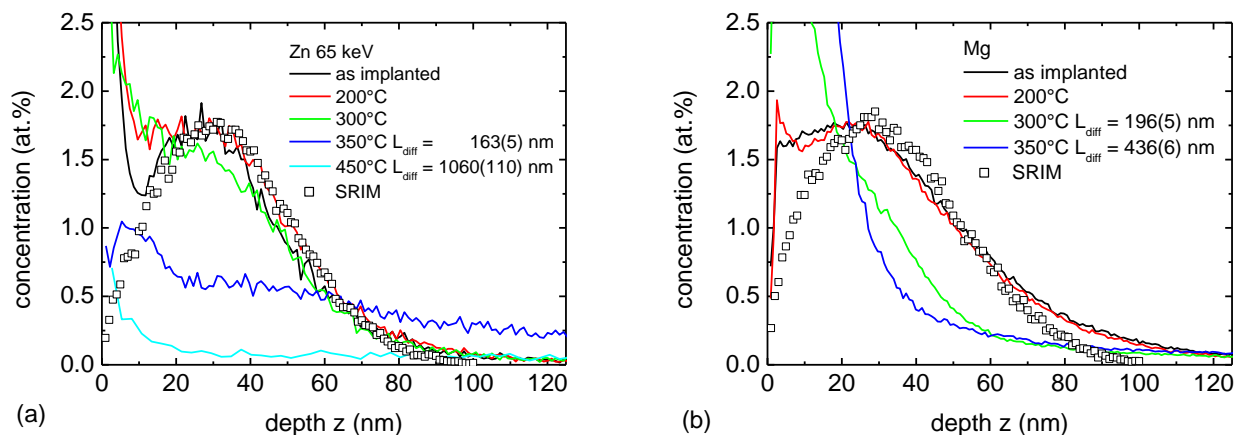 2.5
2.0
1.5
1.0
0.5
0.0
concentration (at.%)
Zn 65 keV
as implanted
200°C
300°C
350°C L_diff = 163(5) nm
450°C L_diff = 1060(110) nm
SRIM
0 20 40 60 80 100 120
depth z (nm)
(a)
2.5
2.0
1.5
1.0
0.5
0.0
concentration (at.%)
Mg
as implanted
200°C
300°C L_diff = 196(5) nm
350°C L_diff = 436(6) nm
SRIM
0 20 40 60 80 100 120
depth z (nm)
(b)